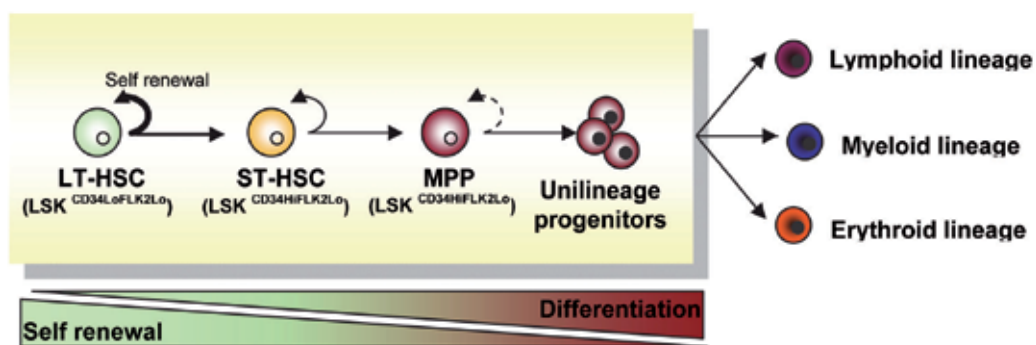 Self renewal
LT-HSC
(LSK CD34LoFLK2Lo)
ST-HSC
(LSK CD34HiFLK2Lo)
MPP
(LSK CD34HiFLK2Lo)
Unilineage
progenitors
Lymphoid lineage
Myeloid lineage
Erythroid lineage
Differentiation
Self renewal